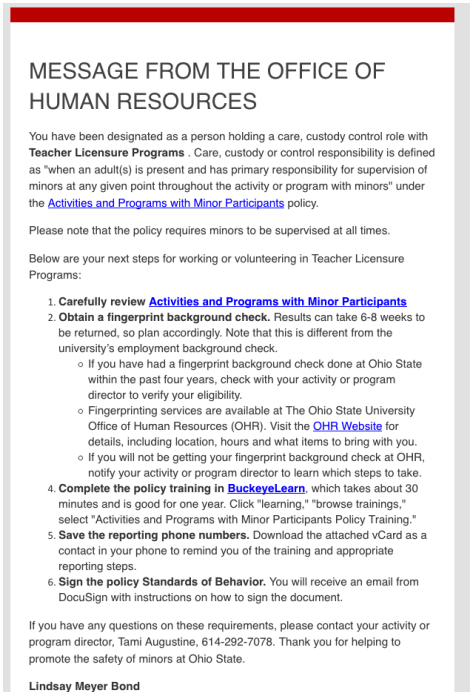 MESSAGE FROM THE OFFICE OF
HUMAN RESOURCES
You have been designated as a person holding a care, custody control role with
Teacher Licensure Programs . Care, custody or control responsibility is defined
as "when an adult(s) is present and has primary responsibility for supervision of
minors at any given point throughout the activity or program with minors" under
the Activities and Programs with Minor Participants policy.
Please note that the policy requires minors to be supervised at all times.
Below are your next steps for working or volunteering in Teacher Licensure
Programs:
1. Carefully review Activities and Programs with Minor Participants
2. Obtain a fingerprint background check. Results can take 6-8 weeks to
be returned, so plan accordingly. Note that this is different from the
university's employment background check.
◦ If you have had a fingerprint background check done at Ohio State
within the past four years, check with your activity or program
director to verify your eligibility.
◦ Fingerprinting services are available at The Ohio State University
Office of Human Resources (OHR). Visit the OHR Website for
details, including location, hours and what items to bring with you.
◦ If you will not be getting your fingerprint background check at OHR,
notify your activity or program director to learn which steps to take.
4. Complete the policy training in BuckeyeLearn, which takes about 30
minutes and is good for one year. Click "learning," "browse trainings,"
select "Activities and Programs with Minor Participants Policy Training."
5. Save the reporting phone numbers. Download the attached vCard as a
contact in your phone to remind you of the training and appropriate
reporting steps.
6. Sign the policy Standards of Behavior. You will receive an email from
DocuSign with instructions on how to sign the document.
If you have any questions on these requirements, please contact your activity or
program director, Tami Augustine, 614-292-7078. Thank you for helping to
promote the safety of minors at Ohio State.
Lindsay Meyer Bond